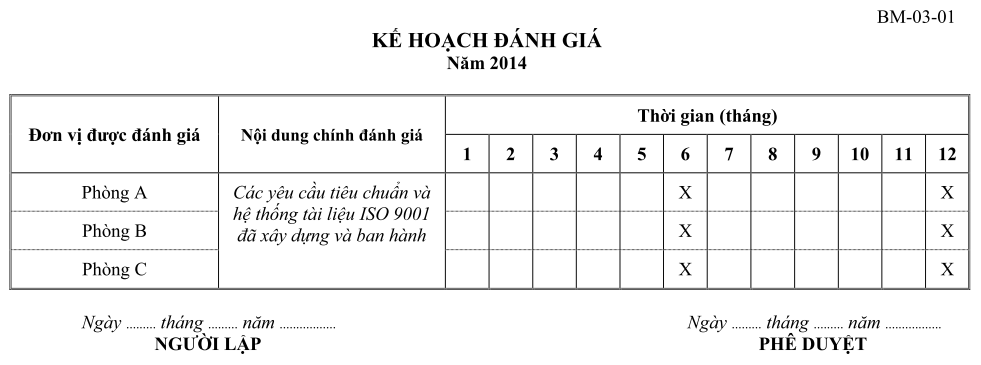 BM-03-01
KẾ HOẠCH ĐÁNH GIÁ
Năm 2014
Đơn vị được đánh giá
Nội dung chính đánh giá
Thời gian (tháng)
1 2 3 4 5 6 7 8 9 10 11 12
Phòng A
Các yêu cầu tiêu chuẩn và
hệ thống tài liệu ISO 9001
đã xây dựng và ban hành
X X
Phòng B
X X
Phòng C
X X
Ngày ......... tháng ......... năm .................
NGƯỜI LẬP
Ngày ......... tháng ......... năm .................
PHÊ DUYỆT